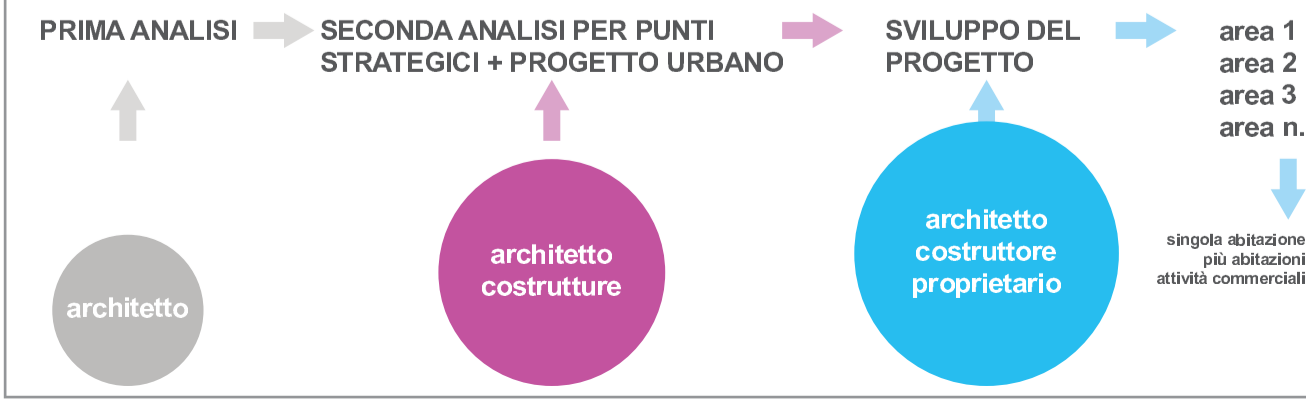 PRIMA ANALISI
SECONDA ANALISI PER PUNTI
STRATEGICI + PROGETTO URBANO
SVILUPPO DEL
PROGETTO
area 1
area 2
area 3
area n.
architetto
architetto
costrutture
architetto
costruttore
proprietario
singola abitazione
più abitazioni
attività commerciali